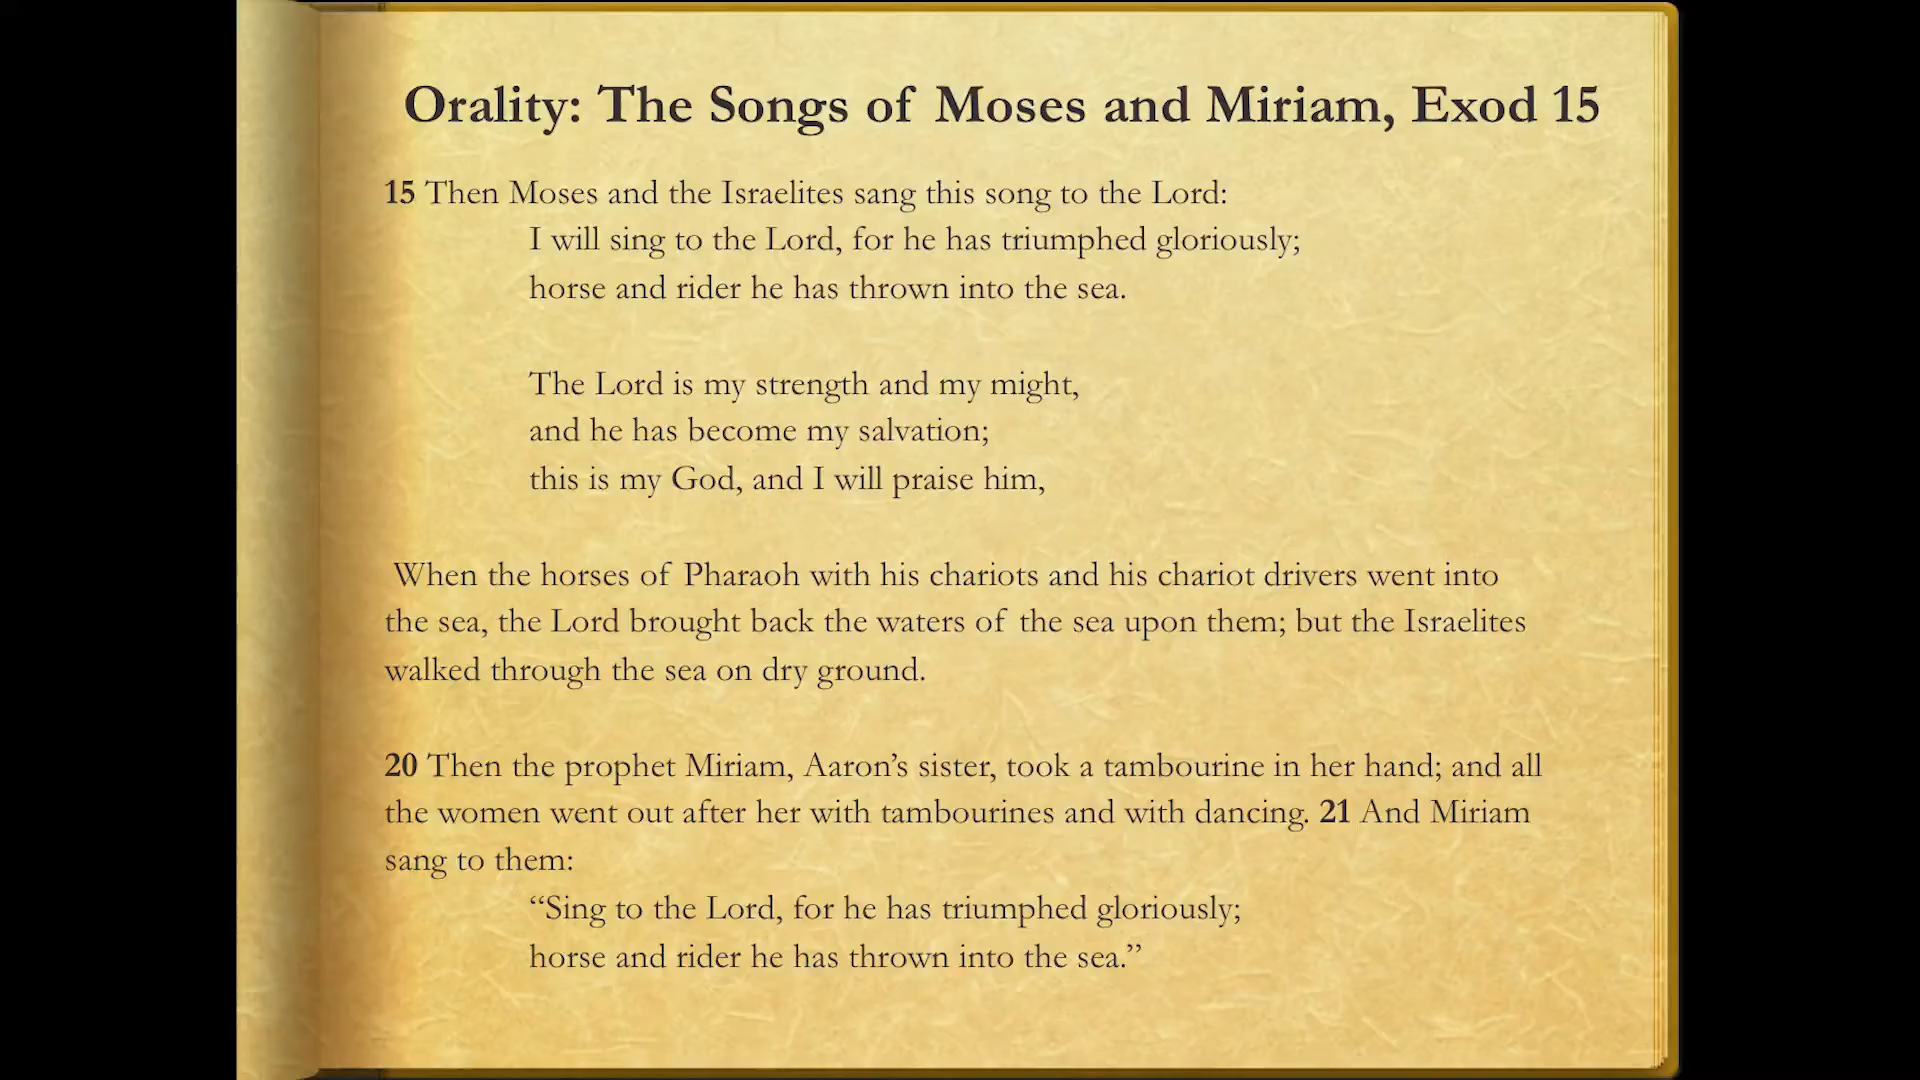 Orality: The Songs of Moses and Miriam, Exod 15
15 Then Moses and the Israelites sang this song to the Lord:
I will sing to the Lord, for he has triumphed gloriously;
horse and rider he has thrown into the sea.
The Lord is my strength and my might,
and he has become my salvation;
this is my God, and I will praise him,
When the horses of Pharaoh with his chariots and his chariot drivers went into
the sea, the Lord brought back the waters of the sea upon them; but the Israelites
walked through the sea on dry ground.
20 Then the prophet Miriam, Aaron’s sister, took a tambourine in her hand; and all
the women went out after her with tambourines and with dancing. 21 And Miriam
sang to them:
“Sing to the Lord, for he has triumphed gloriously;
horse and rider he has thrown into the sea.”